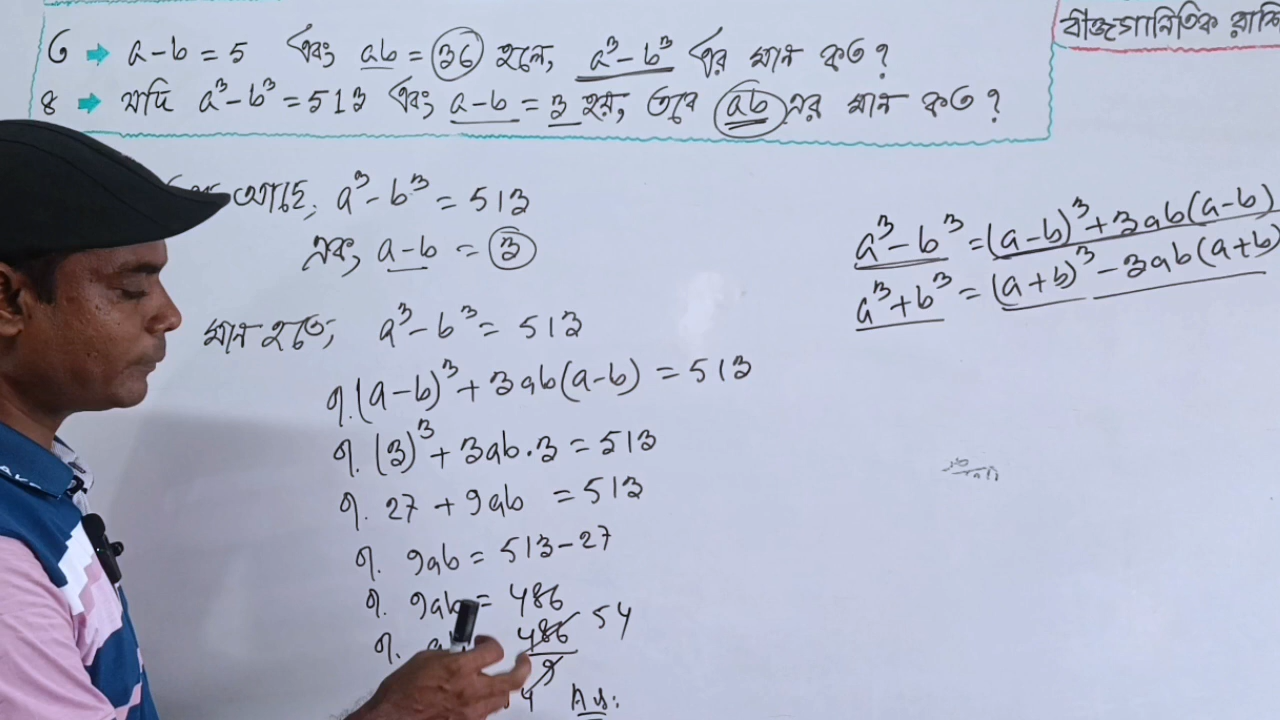 ৩ → a-b = 5 এবং ab = 36 হলে, a³-b³ এর মান কত?
৪ → যদি a³-b³ = 513 এবং a-b = 3 হয়, তবে ab এর মান কত?
বীজগানিতিক রাশি
আছে, a³-b³ = 513
এবং a-b = 3
মান হতে, a³-b³ = 513
বা. (a-b)³+3ab(a-b) = 513
বা. (3)³+3ab.3 = 513
বা. 27 + 9ab = 513
বা. 9ab = 513-27
বা. 9ab = 486
বা. 486/9 54
4 Ans:
a³-b³ = (a-b)³+3ab(a-b)
a³+b³ = (a+b)³-3ab(a+b)